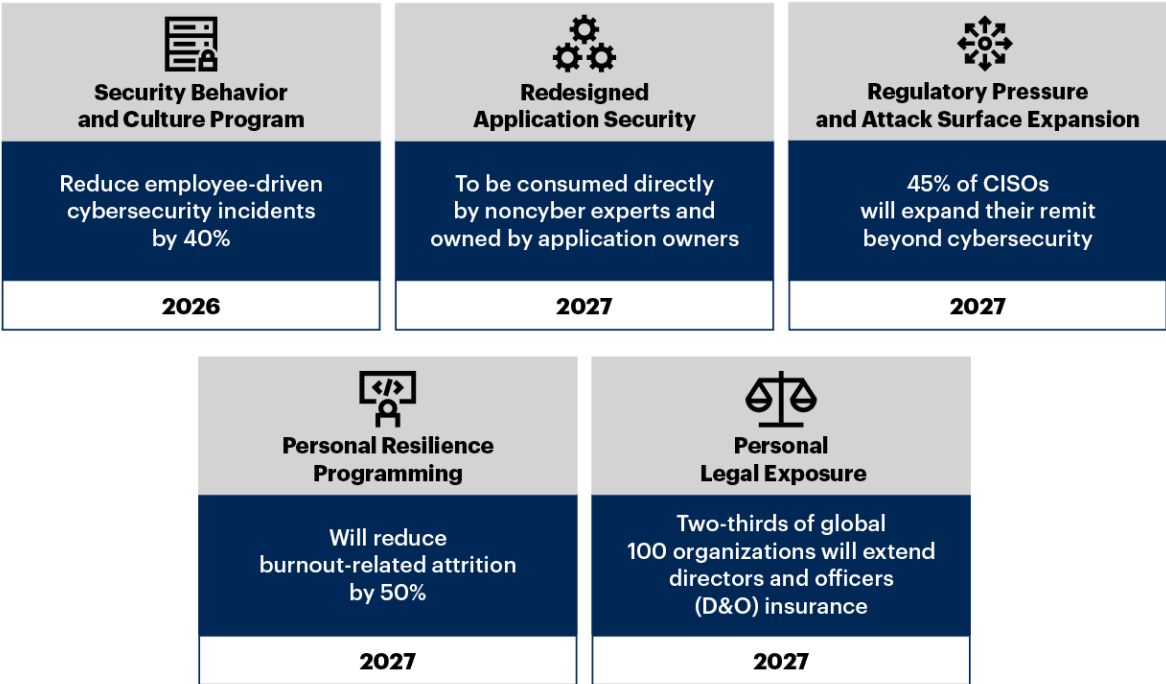 Security Behavior
and Culture Program
Reduce employee-driven
cybersecurity incidents
by 40%
2026
Redesigned
Application Security
To be consumed directly
by noncyber experts and
owned by application owners
2027
Regulatory Pressure
and Attack Surface Expansion
45% of CISOs
will expand their remit
beyond cybersecurity
2027
</>
Personal Resilience
Programming
Will reduce
burnout-related attrition
by 50%
2027
Personal
Legal Exposure
Two-thirds of global
100 organizations will extend
directors and officers
(D&O) insurance
2027